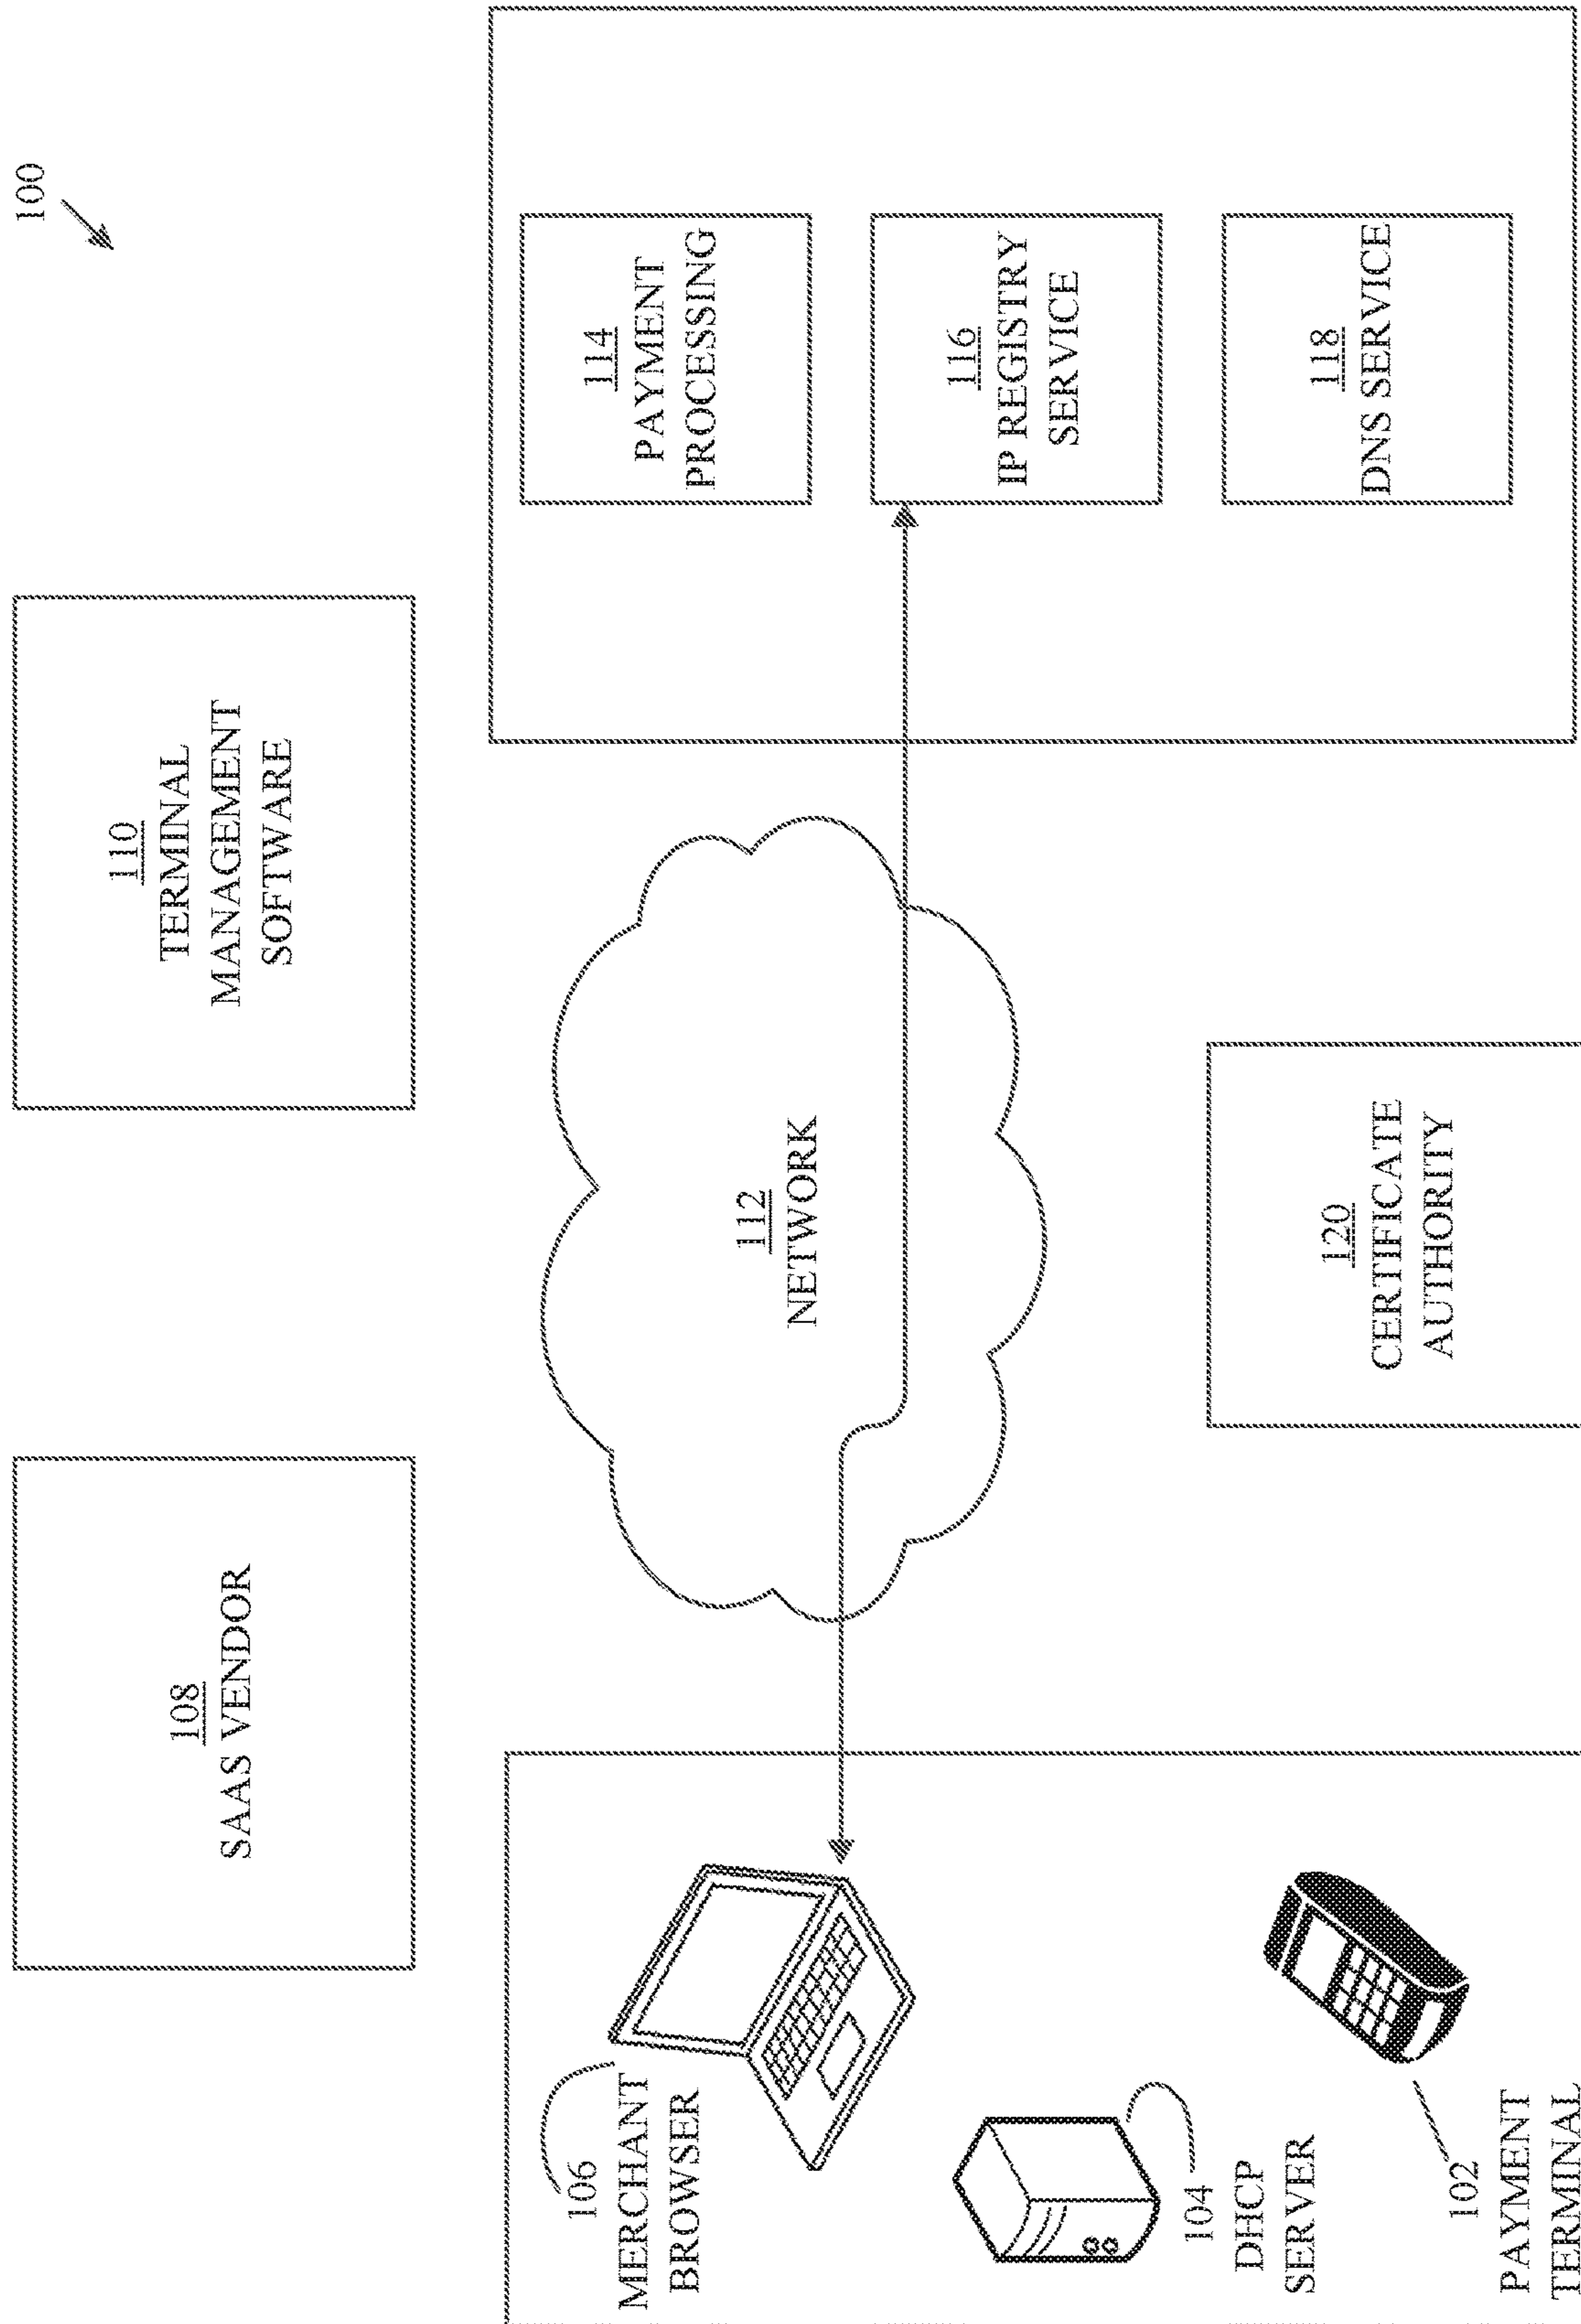 100
108
SAAS VENDOR
110
TERMINAL
MANAGEMENT
SOFTWARE
106
MERCHANT
BROWSER
104
DHCP
SERVER
102
PAYMENT
TERMINAL
112
NETWORK
120
CERTIFICATE
AUTHORITY
114
PAYMENT
PROCESSING
116
IP REGISTRY
SERVICE
118
DNS SERVICE